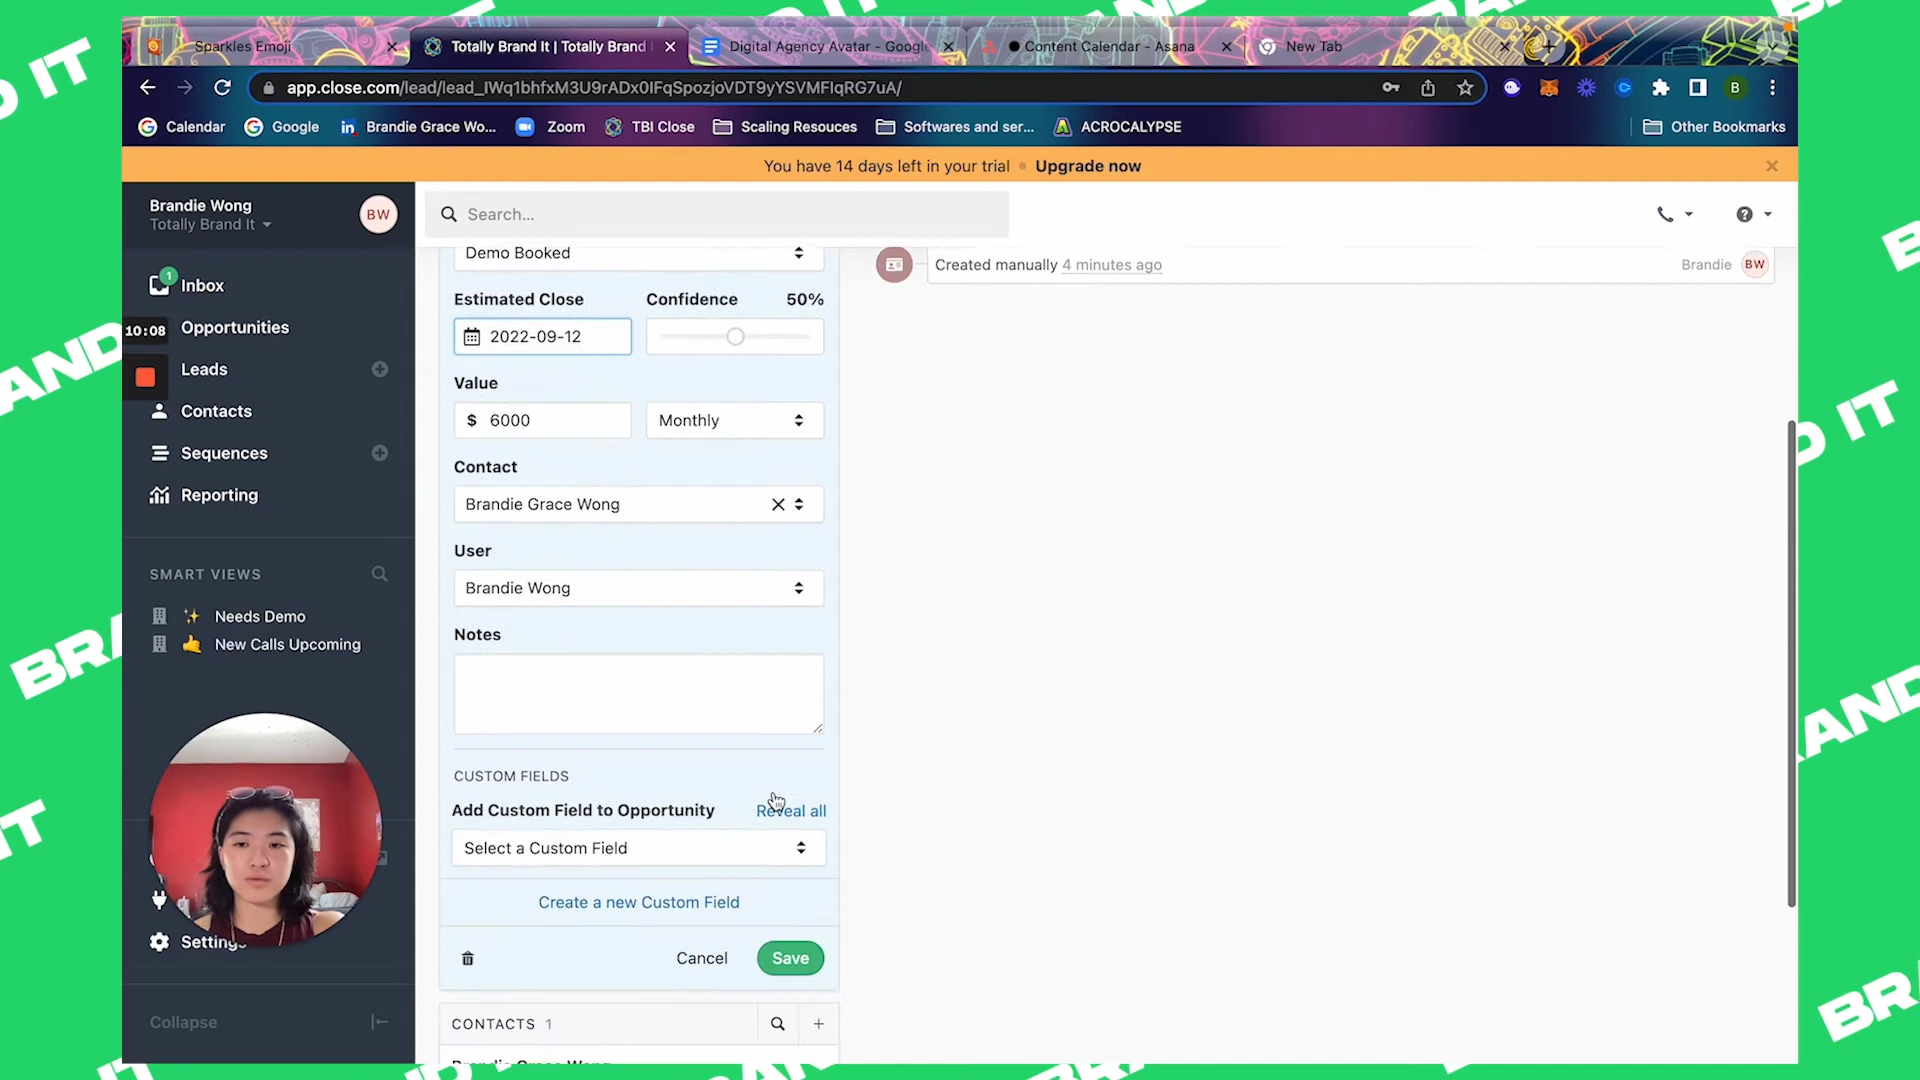 Sparkles Emoji
Totally Brand It | Totally Brand
Digital Agency Avatar - Google
Content Calendar - Asana
New Tab
app.close.com/lead/lead_IWq1bhfxM3U9rADx0IFqSpozjoVDT9yYSVMFIqRG7uA/
B
Calendar
Google
Brandie Grace Wo...
Zoom
TBI Close
Scaling Resouces
Softwares and ser...
ACROCALYPSE
Other Bookmarks
You have 14 days left in your trial • Upgrade now
Brandie Wong
Totally Brand It
BW
Search...
1
Inbox
10:08
Opportunities
Leads
Contacts
Sequences
Reporting
SMART VIEWS
✨ Needs Demo
🤙 New Calls Upcoming
Settings
Collapse
Demo Booked
Estimated Close
Confidence 50%
2022-09-12
Value
$ 6000
Monthly
Contact
Brandie Grace Wong
User
Brandie Wong
Notes
CUSTOM FIELDS
Add Custom Field to Opportunity
Reveal all
Select a Custom Field
Create a new Custom Field
Cancel
Save
CONTACTS 1
Brandie Grace Wong
Created manually 4 minutes ago
Brandie BW